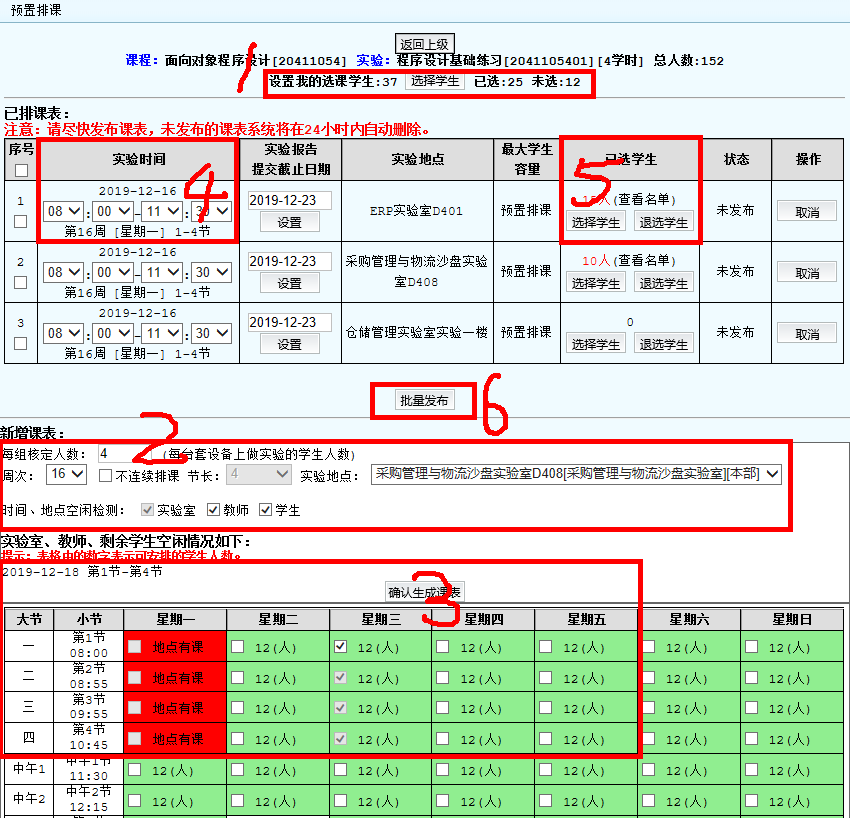 预置排课
返回上级
课程：面向对象程序设计[20411054] 实验：程序设计基础练习[2041105401][4学时] 总人数:152
1
设置我的选课学生:37 选择学生 已选:25 未选:12
已排课表：
注意：请尽快发布课表，未发布的课表系统将在24小时内自动删除。
序号 实验时间 实验报告提交截止日期 实验地点 最大学生容量 已选学生 状态 操作
4
5
1 2019-12-16 08:00-11:30 第16周 [星期一] 1-4节 2019-12-23 设置 ERP实验室D401 预置排课 人(查看名单) 选择学生 退选学生 未发布 取消
2 2019-12-16 08:00-11:30 第16周 [星期一] 1-4节 2019-12-23 设置 采购管理与物流沙盘实验室D408 预置排课 10人(查看名单) 选择学生 退选学生 未发布 取消
3 2019-12-16 08:00-11:30 第16周 [星期一] 1-4节 2019-12-23 设置 仓储管理实验室实验一楼 预置排课 0 选择学生 退选学生 未发布 取消
批量发布
6
新增课表：
2
每组核定人数： 4 (每台套设备上做实验的学生人数)
周次： 16 不连续排课 节长： 4 实验地点： 采购管理与物流沙盘实验室D408[采购管理与物流沙盘实验室][本部]
时间、地点空闲检测： 实验室 教师 学生
实验室、教师、剩余学生空闲情况如下：
提示：表格中的数字表示可安排的学生人数。
2019-12-18 第1节-第4节
确认生成课表
3
大节 小节 星期一 星期二 星期三 星期四 星期五 星期六 星期日
一 第1节 08:00 地点有课 12(人) 12(人) 12(人) 12(人) 12(人) 12(人)
二 第2节 08:55 地点有课 12(人) 12(人) 12(人) 12(人) 12(人) 12(人)
三 第3节 09:55 地点有课 12(人) 12(人) 12(人) 12(人) 12(人) 12(人)
四 第4节 10:45 地点有课 12(人) 12(人) 12(人) 12(人) 12(人) 12(人)
中午1 中午1节 11:30 12(人) 12(人) 12(人) 12(人) 12(人) 12(人) 12(人)
中午2 中午2节 12:15 12(人) 12(人) 12(人) 12(人) 12(人) 12(人) 12(人)